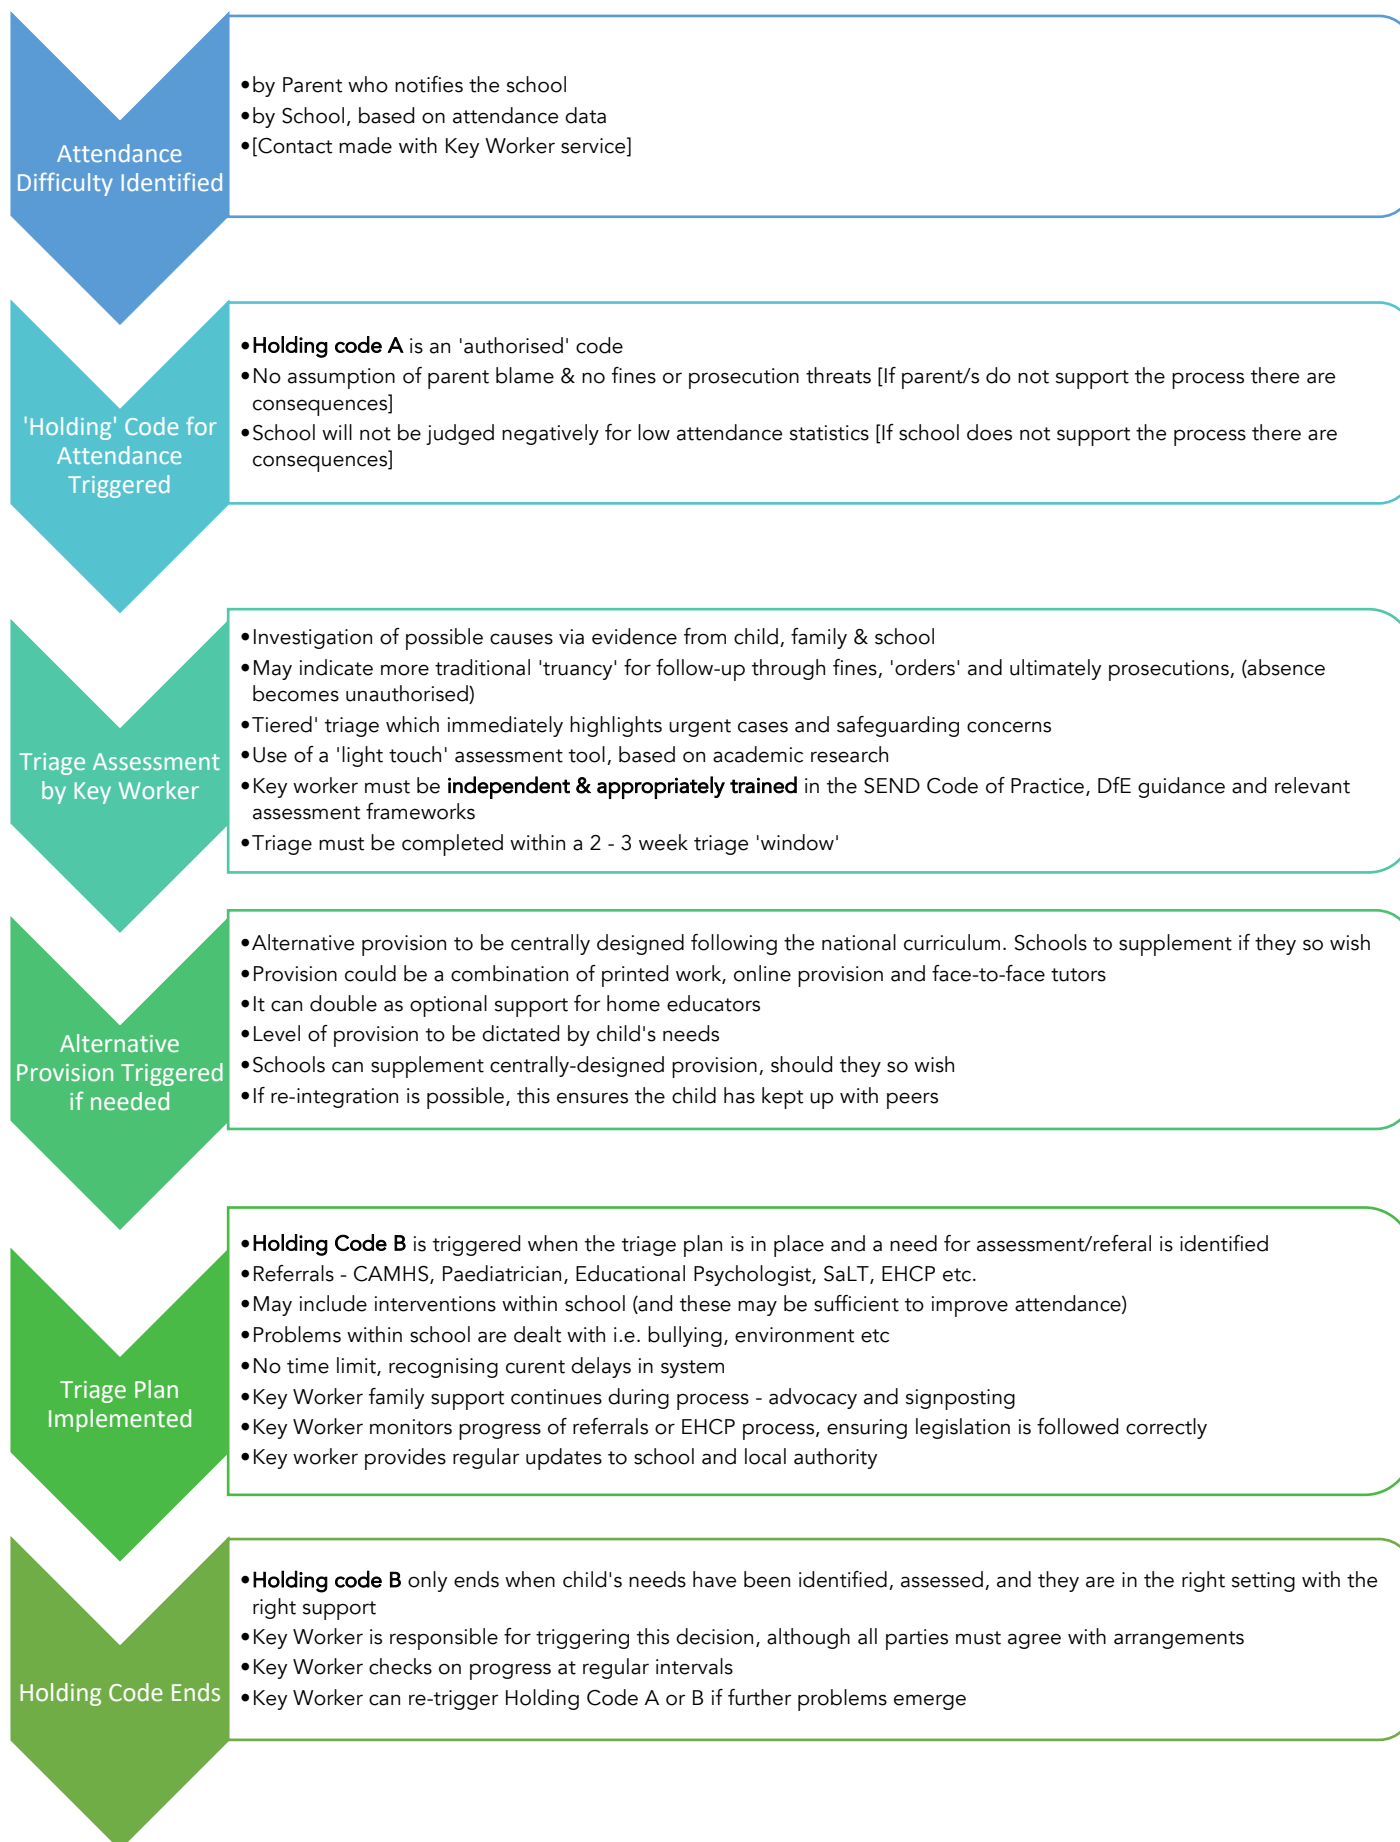 Attendance
Difficulty Identified
•by Parent who notifies the school
•by School, based on attendance data
•[Contact made with Key Worker service]
'Holding' Code for
Attendance
Triggered
•Holding code A is an 'authorised' code
•No assumption of parent blame & no fines or prosecution threats [If parent/s do not support the process there are
consequences]
•School will not be judged negatively for low attendance statistics [If school does not support the process there are
consequences]
Triage Assessment
by Key Worker
•Investigation of possible causes via evidence from child, family & school
•May indicate more traditional 'truancy' for follow-up through fines, 'orders' and ultimately prosecutions, (absence
becomes unauthorised)
•Tiered' triage which immediately highlights urgent cases and safeguarding concerns
•Use of a 'light touch' assessment tool, based on academic research
•Key worker must be independent & appropriately trained in the SEND Code of Practice, DfE guidance and relevant
assessment frameworks
•Triage must be completed within a 2 - 3 week triage 'window'
Alternative
Provision Triggered
if needed
•Alternative provision to be centrally designed following the national curriculum. Schools to supplement if they so wish
•Provision could be a combination of printed work, online provision and face-to-face tutors
•It can double as optional support for home educators
•Level of provision to be dictated by child's needs
•Schools can supplement centrally-designed provision, should they so wish
•If re-integration is possible, this ensures the child has kept up with peers
Triage Plan
Implemented
•Holding Code B is triggered when the triage plan is in place and a need for assessment/referal is identified
•Referrals - CAMHS, Paediatrician, Educational Psychologist, SaLT, EHCP etc.
•May include interventions within school (and these may be sufficient to improve attendance)
•Problems within school are dealt with i.e. bullying, environment etc
•No time limit, recognising curent delays in system
•Key Worker family support continues during process - advocacy and signposting
•Key Worker monitors progress of referrals or EHCP process, ensuring legislation is followed correctly
•Key worker provides regular updates to school and local authority
Holding Code Ends
•Holding code B only ends when child's needs have been identified, assessed, and they are in the right setting with the
right support
•Key Worker is responsible for triggering this decision, although all parties must agree with arrangements
•Key Worker checks on progress at regular intervals
•Key Worker can re-trigger Holding Code A or B if further problems emerge